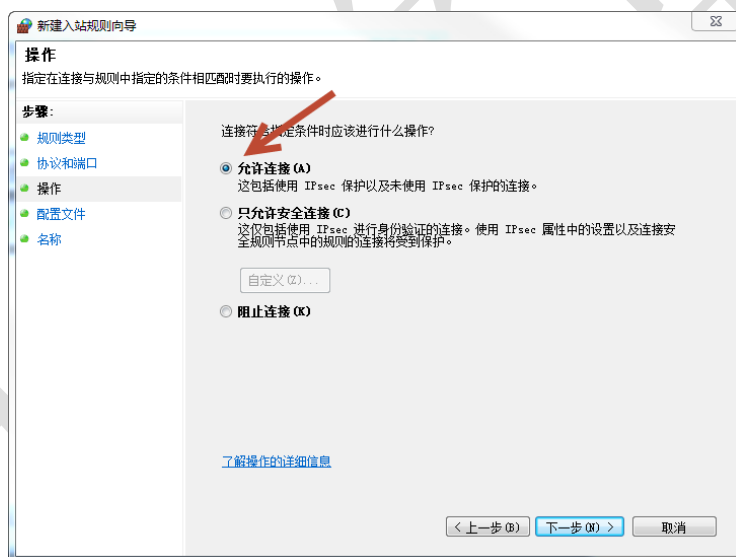 新建入站规则向导
操作
指定在连接与规则中指定的条件相匹配时要执行的操作。
步骤:
规则类型
协议和端口
操作
配置文件
名称
连接符合指定条件时应该进行什么操作?
允许连接(A)
这包括使用 IPsec 保护以及未使用 IPsec 保护的连接。
只允许安全连接(C)
这仅包括使用 IPsec 进行身份验证的连接。使用 IPsec 属性中的设置以及连接安
全规则节点中的规则的连接将受到保护。
自定义(Z)...
阻止连接(K)
了解操作的详细信息
< 上一步(B) 下一步(N) > 取消